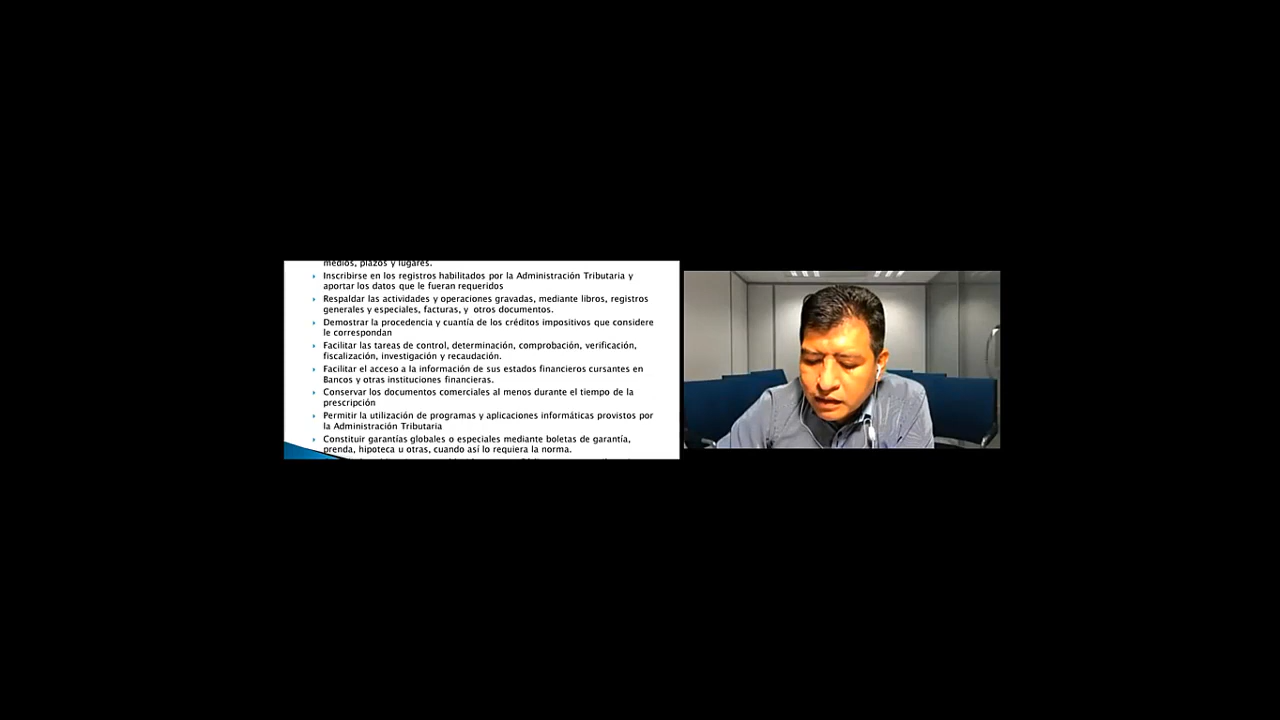 medios, plazos y lugares.
Inscribirse en los registros habilitados por la Administración Tributaria y
aportar los datos que le fueran requeridos
Respaldar las actividades y operaciones gravadas, mediante libros, registros
generales y especiales, facturas, y otros documentos.
Demostrar la procedencia y cuantía de los créditos impositivos que considere
le correspondan
Facilitar las tareas de control, determinación, comprobación, verificación,
fiscalización, investigación y recaudación.
Facilitar el acceso a la información de sus estados financieros cursantes en
Bancos y otras instituciones financieras.
Conservar los documentos comerciales al menos durante el tiempo de la
prescripción
Permitir la utilización de programas y aplicaciones informáticas provistos por
la Administración Tributaria
Constituir garantías globales o especiales mediante boletas de garantía,
prenda, hipoteca u otras, cuando así lo requiera la norma.